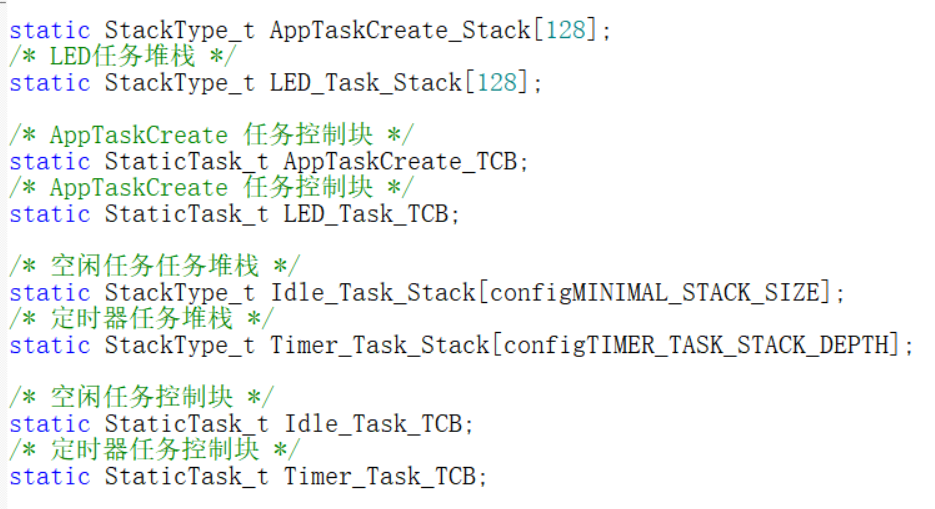 static StackType_t AppTaskCreate_Stack[128];
/* LED任务堆栈 */
static StackType_t LED_Task_Stack[128];
/* AppTaskCreate 任务控制块 */
static StaticTask_t AppTaskCreate_TCB;
/* AppTaskCreate 任务控制块 */
static StaticTask_t LED_Task_TCB;
/* 空闲任务任务堆栈 */
static StackType_t Idle_Task_Stack[configMINIMAL_STACK_SIZE];
/* 定时器任务堆栈 */
static StackType_t Timer_Task_Stack[configTIMER_TASK_STACK_DEPTH];
/* 空闲任务控制块 */
static StaticTask_t Idle_Task_TCB;
/* 定时器任务控制块 */
static StaticTask_t Timer_Task_TCB;